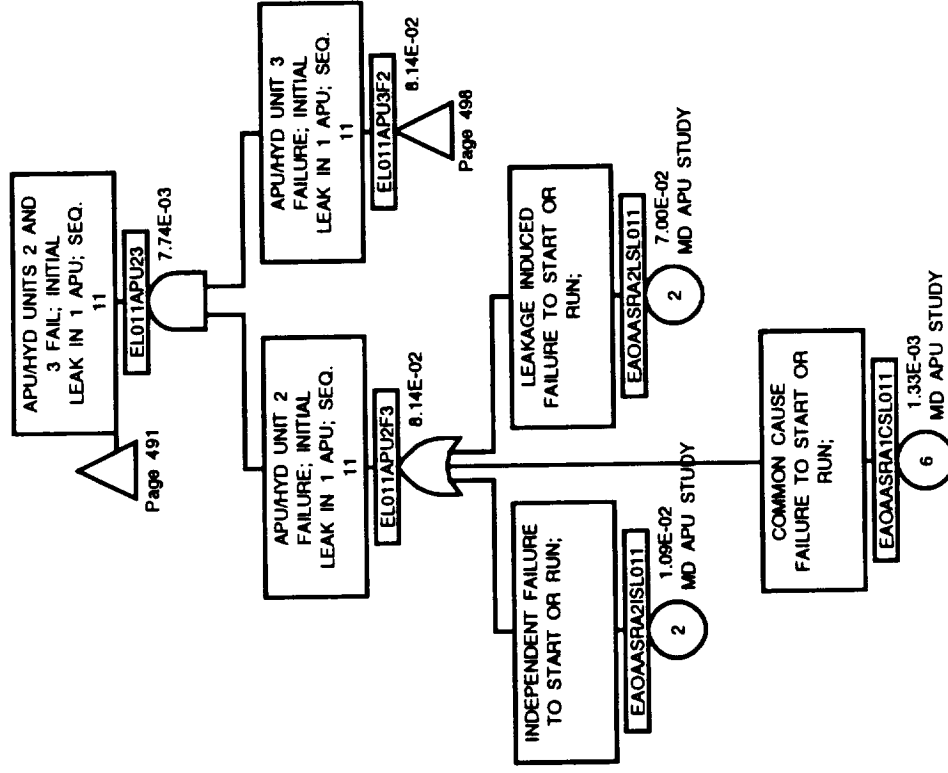 APU/HYD UNITS 2 AND
3 FAIL; INITIAL
LEAK IN 1 APU; SEQ.
11
EL011APU23
7.74E-03
Page 491
APU/HYD UNIT 2
FAILURE; INITIAL
LEAK IN 1 APU; SEQ.
11
EL011APU2F3
8.14E-02
APU/HYD UNIT 3
FAILURE; INITIAL
LEAK IN 1 APU; SEQ.
11
EL011APU3F2
8.14E-02
Page 498
INDEPENDENT FAILURE
TO START OR RUN;
EAOAASRA2ISL011
1.09E-02
2
MD APU STUDY
LEAKAGE INDUCED
FAILURE TO START OR
RUN;
EAOAASRA2LSL011
7.00E-02
2
MD APU STUDY
COMMON CAUSE
FAILURE TO START OR
RUN;
EAOAASRA1CSL011
1.33E-03
6
MD APU STUDY